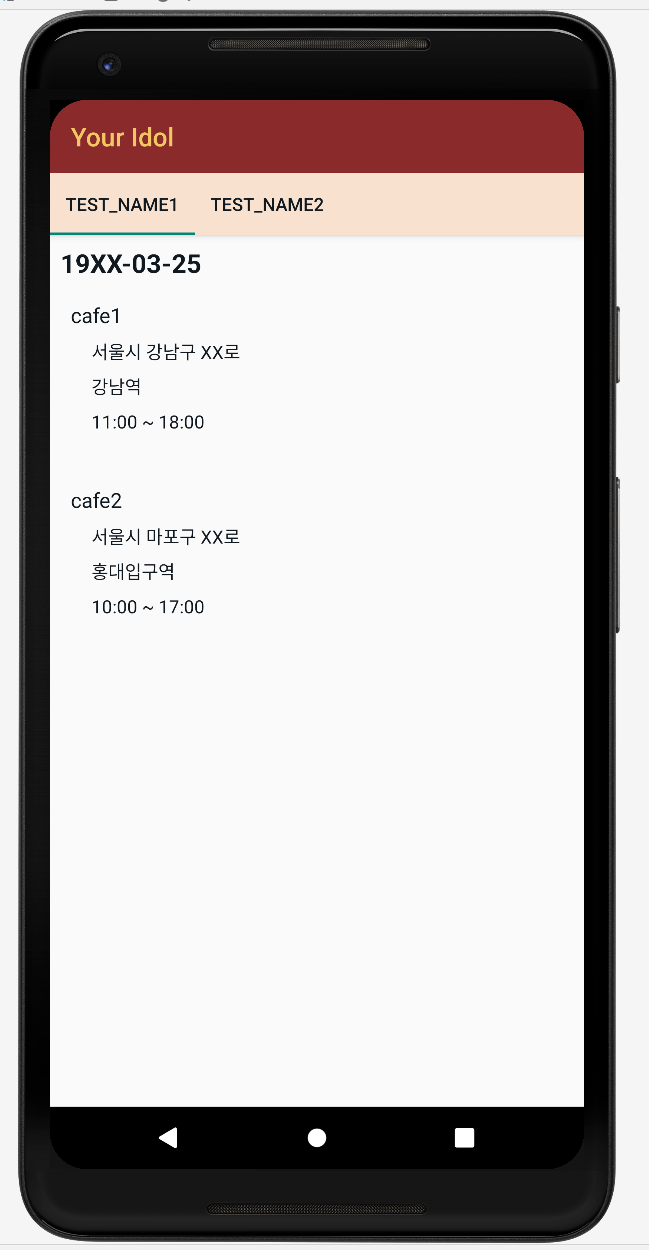 Your Idol
TEST_NAME1 TEST_NAME2
19XX-03-25
cafe1
서울시 강남구 XX로
강남역
11:00 ~ 18:00
cafe2
서울시 마포구 XX로
홍대입구역
10:00 ~ 17:00